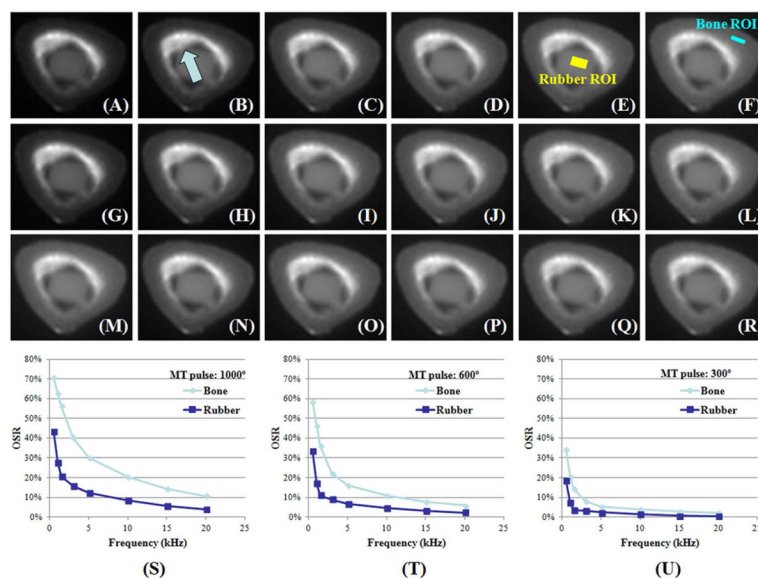 Bone ROI
Rubber ROI
(A) (B) (C) (D) (E) (F)
(G) (H) (I) (J) (K) (L)
(M) (N) (O) (P) (Q) (R)
80%
70%
60%
50%
40%
30%
20%
10%
0%
OSR
MT pulse: 1000°
Bone
Rubber
0 5 10 15 20 25
Frequency (kHz)
(S)
80%
70%
60%
50%
40%
30%
20%
10%
0%
OSR
MT pulse: 600°
Bone
Rubber
0 5 10 15 20 25
Frequency (kHz)
(T)
80%
70%
60%
50%
40%
30%
20%
10%
0%
OSR
MT pulse: 300°
Bone
Rubber
0 5 10 15 20 25
Frequency (kHz)
(U)